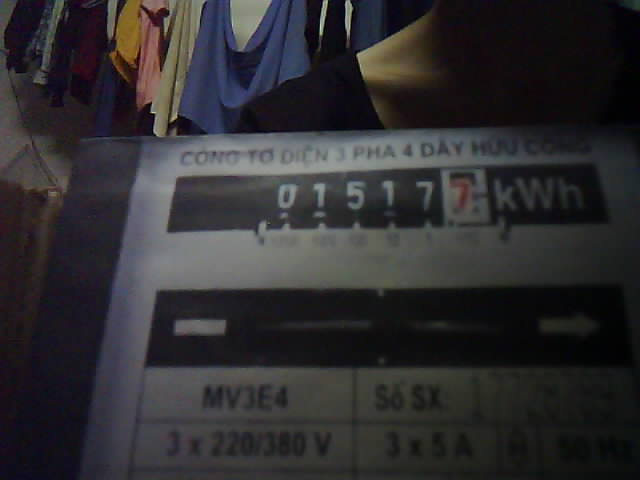 CÔNG TƠ ĐIỆN 3 PHA 4 DÂY HỮU CÔNG
015177 kWh
MV3E4 Số SX.
3 x 220/380 V 3 x 5 A 50 Hz